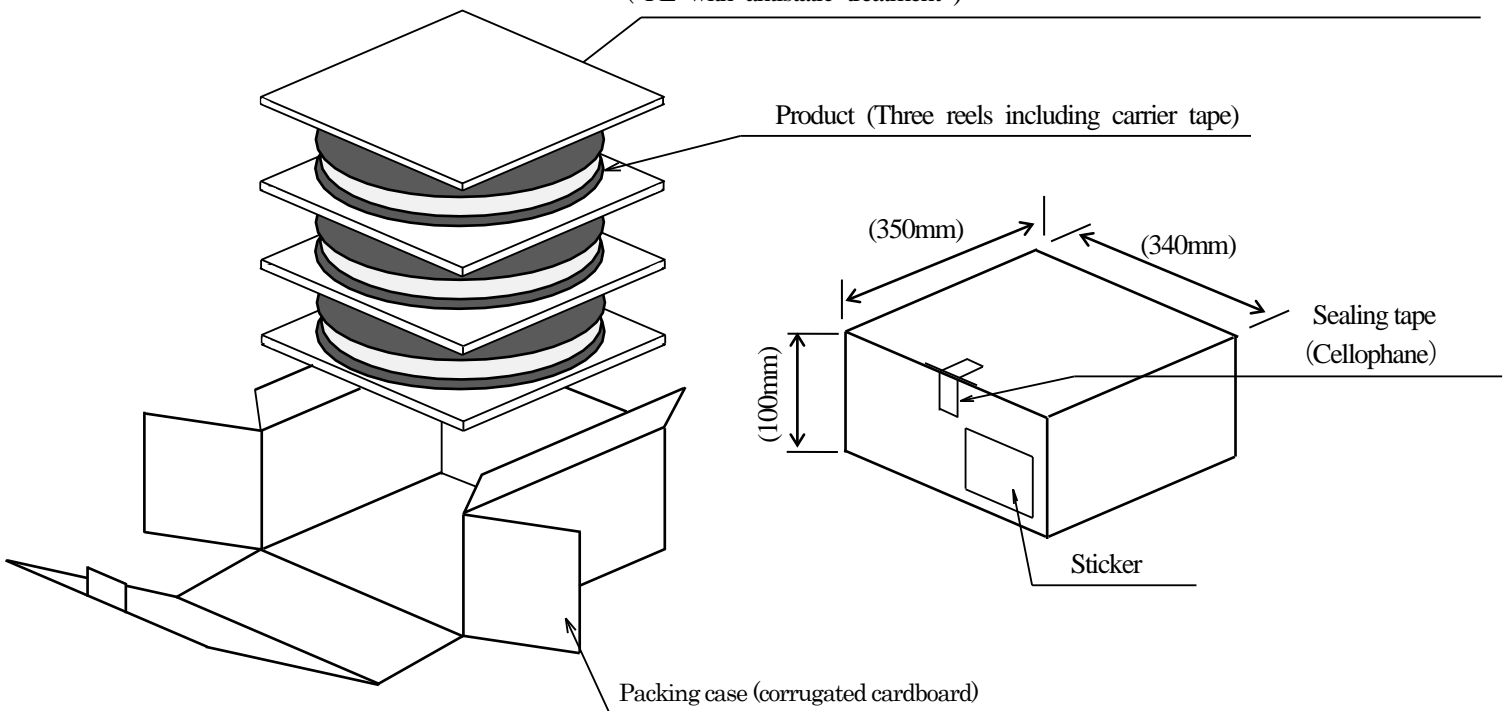 Product (Three reels including carrier tape)
(350mm)
(340mm)
Sealing tape
(Cellophane)
(100mm)
Sticker
Packing case (corrugated cardboard)